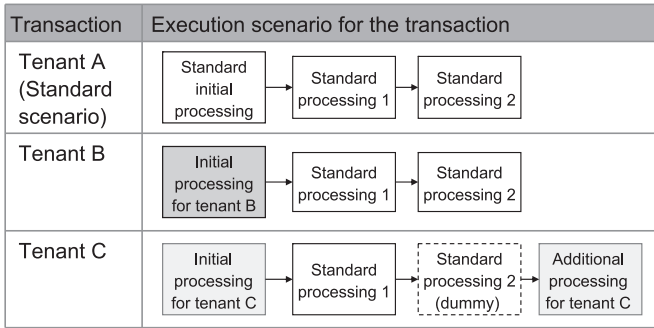 Transaction
Execution scenario for the transaction
Tenant A
(Standard
scenario)
Standard
initial
processing
Standard
processing 1
Standard
processing 2
Tenant B
Initial
processing
for tenant B
Standard
processing 1
Standard
processing 2
Tenant C
Initial
processing
for tenant C
Standard
processing 1
Standard
processing 2
(dummy)
Additional
processing
for tenant C